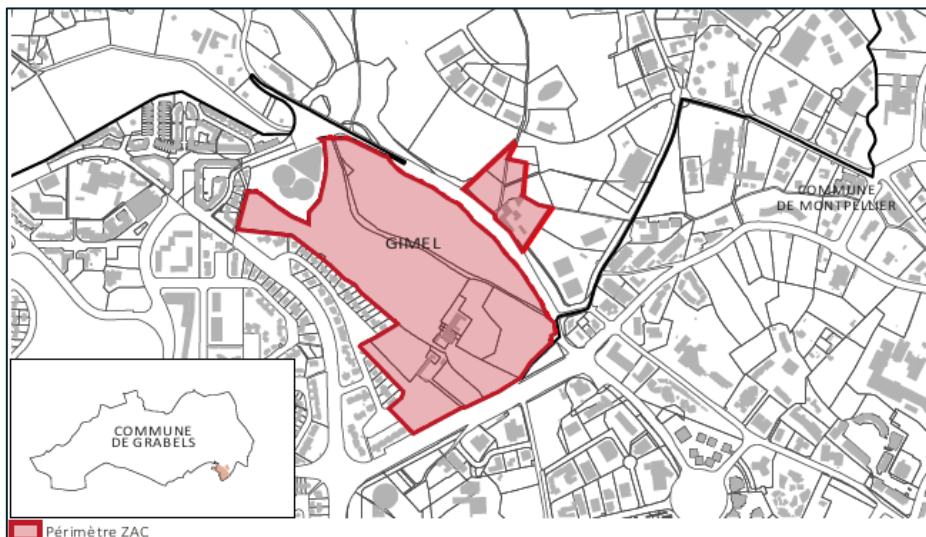 GIMEL
COMMUNE
DE MONTPELLIER
COMMUNE
DE GRABELS
Périmètre ZAC